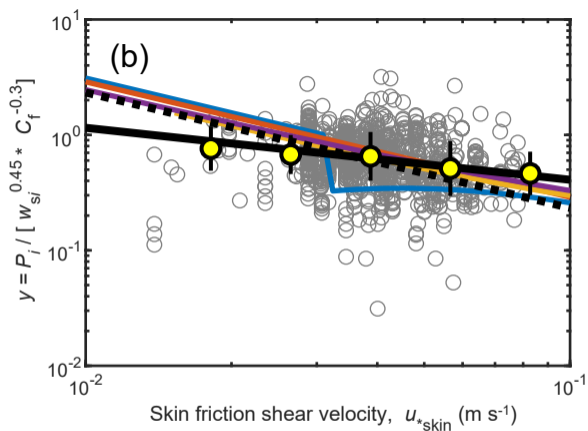 (b)
y = P_i / [ w_si^0.45 * C_f^-0.3 ]
10^1
10^0
10^-1
10^-2
10^-2
10^-1
Skin friction shear velocity, u_*skin (m s^-1)